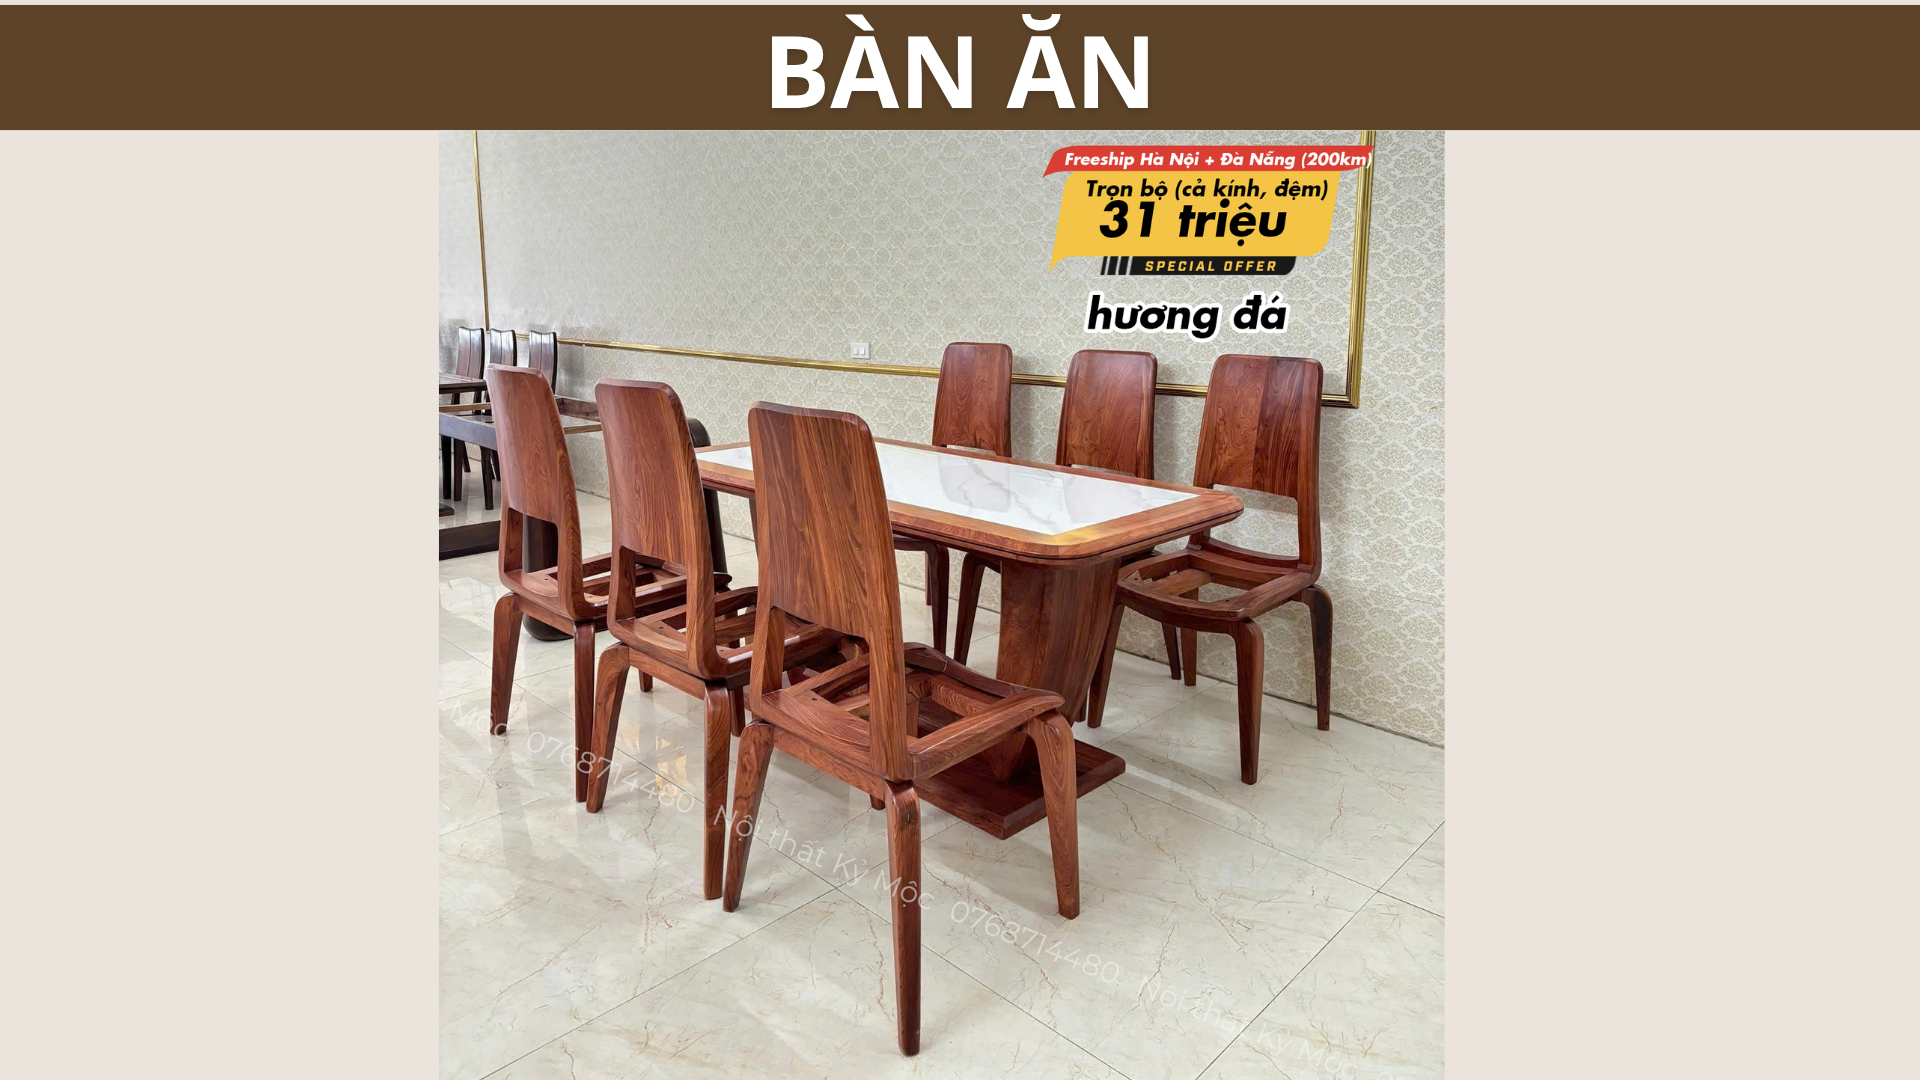 BÀN ĂN
Freeship Hà Nội + Đà Nẵng (200km)
Trọn bộ (cả kính, đệm)
31 triệu
SPECIAL OFFER
hương đá
Mộc 0768714480 Nội thất Kỷ Mộc 0768714480 Nội thất Kỷ Mộc